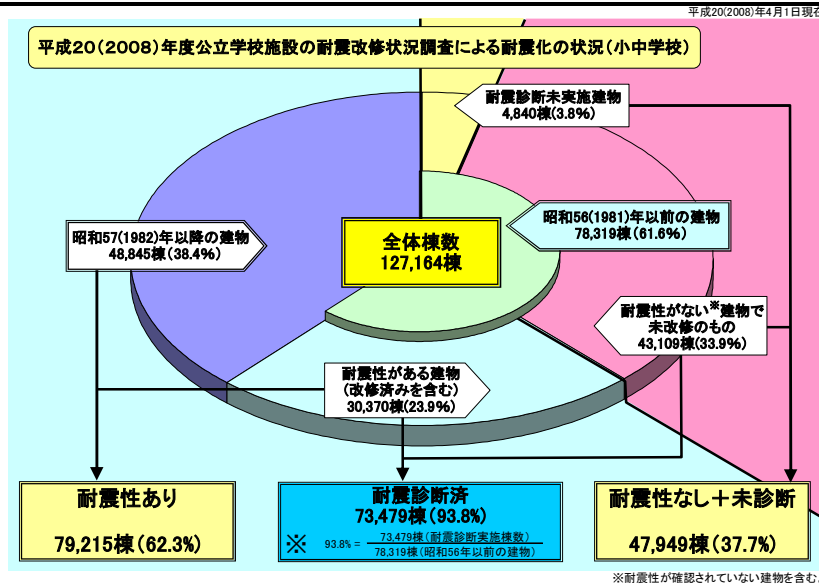 平成20(2008)年4月1日現在
平成20(2008)年度公立学校施設の耐震改修状況調査による耐震化の状況(小中学校)
耐震診断未実施建物
4,840棟(3.8%)
昭和57(1982)年以降の建物
48,845棟(38.4%)
全体棟数
127,164棟
昭和56(1981)年以前の建物
78,319棟(61.6%)
耐震性がない※建物で
未改修のもの
43,109棟(33.9%)
耐震性がある建物
(改修済みを含む)
30,370棟(23.9%)
耐震性あり
79,215棟(62.3%)
耐震診断済
73,479棟(93.8%)
※ 93.8% = 73,479棟(耐震診断実施棟数)
78,319棟(昭和56年以前の建物)
耐震性なし+未診断
47,949棟(37.7%)
※耐震性が確認されていない建物を含む